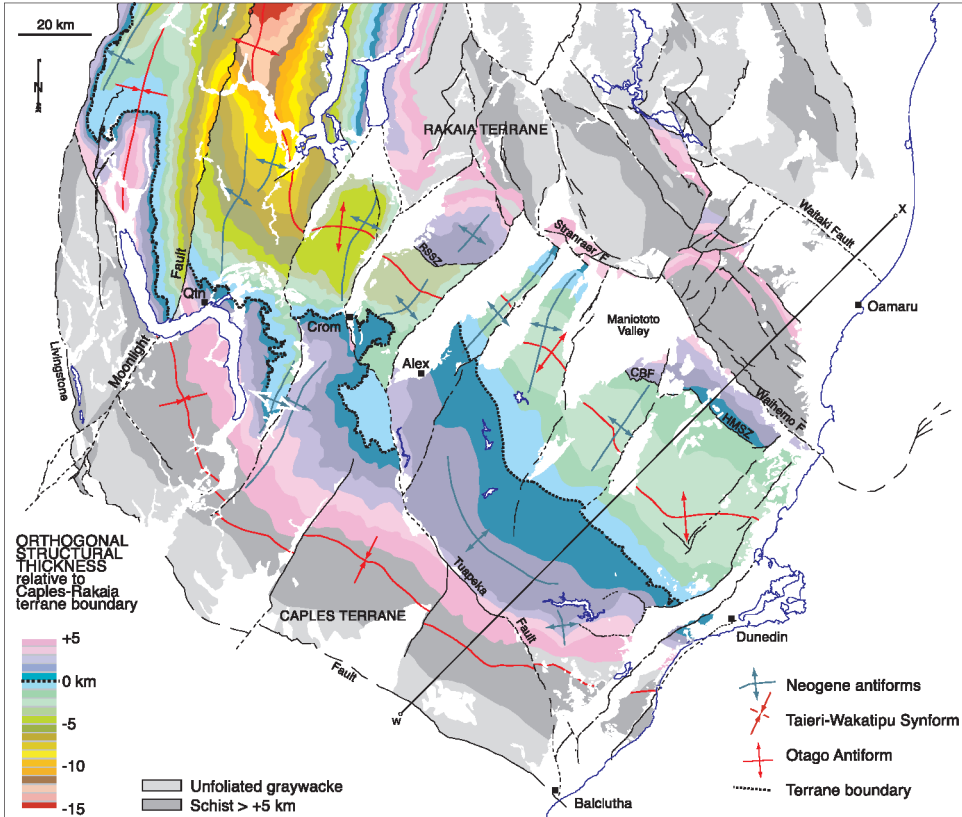 20 km
N
RAKAIA TERRANE
Waitaki Fault
X
Stranraer F
RSSZ
Fault
Qtn
Oamaru
Crom
Maniototo
Valley
Livingstone
Moonlight
Alex
CBF
Waihemo F
HMSZ
ORTHOGONAL
STRUCTURAL
THICKNESS
relative to
Caples-Rakaia
terrane boundary
Tuapeka
Fault
CAPLES TERRANE
Dunedin
+5
0 km
-5
-10
-15
Fault
W
Neogene antiforms
Taieri-Wakatipu Synform
Otago Antiform
Terrane boundary
Unfoliated graywacke
Schist > +5 km
Balclutha